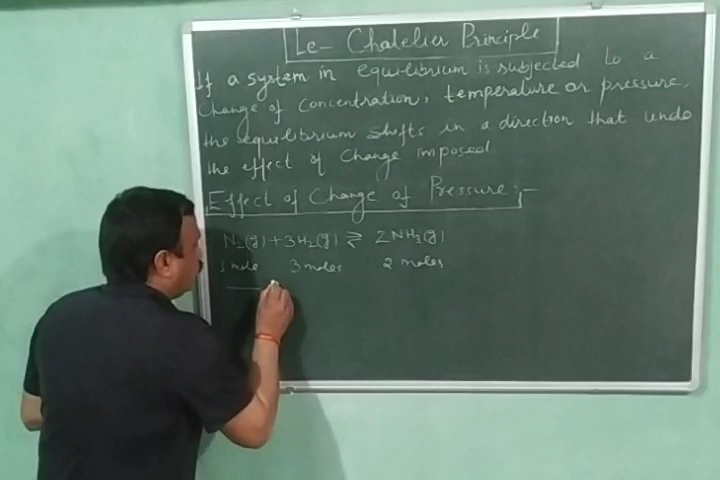 Le- Chatelier Principle
If a system in equilibrium is subjected to a
Change of concentration, temperature or pressure,
the equilibrium shifts in a direction that undo
the effect of change imposed.
Effect of Change of Pressure:-
N₂(g) + 3H₂(g) ⇌ 2NH₃(g)
1 mole 3 moles 2 moles